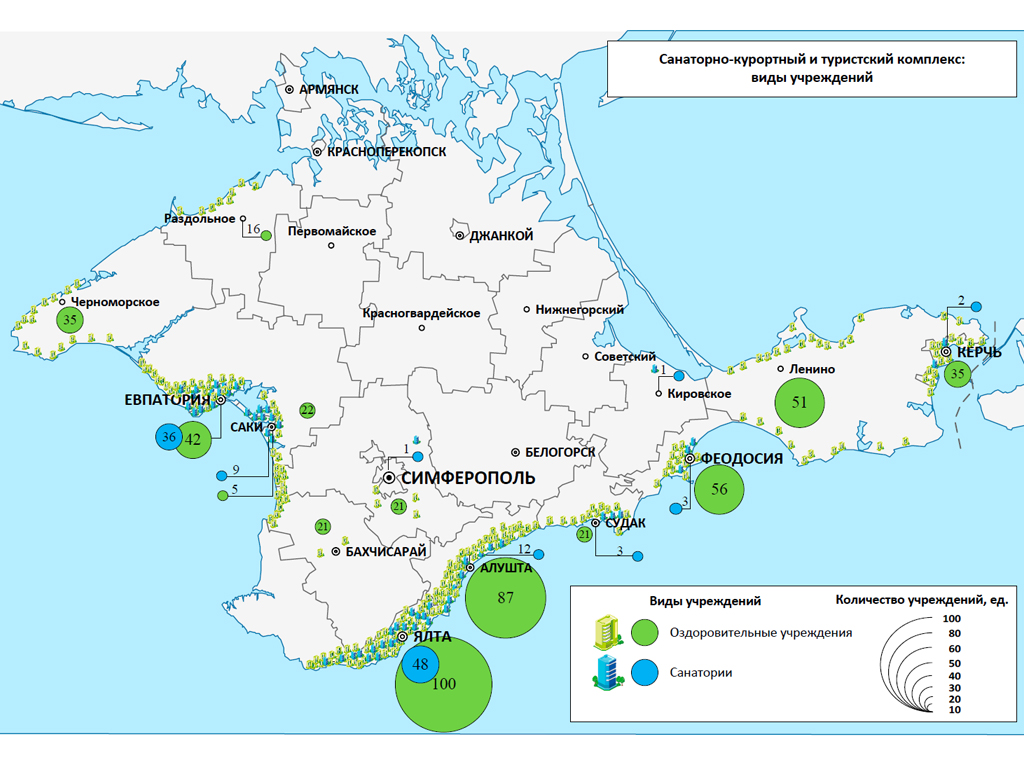 Санаторно-курортный и туристский комплекс:
виды учреждений
АРМЯНСК
КРАСНОПЕРЕКОПСК
Раздольное
16
Первомайское
ДЖАНКОЙ
Черноморское
35
Красногвардейское
Нижнегорский
2
КЕРЧЬ
35
Советский
1
Кировское
Ленино
51
ЕВПАТОРИЯ
36
42
САКИ
22
9
5
1
СИМФЕРОПОЛЬ
21
БЕЛОГОРСК
ФЕОДОСИЯ
56
3
21
БАХЧИСАРАЙ
СУДАК
21
3
12
АЛУШТА
87
ЯЛТА
48
100
Виды учреждений
Оздоровительные учреждения
Санатории
Количество учреждений, ед.
100
80
60
50
40
30
20
10